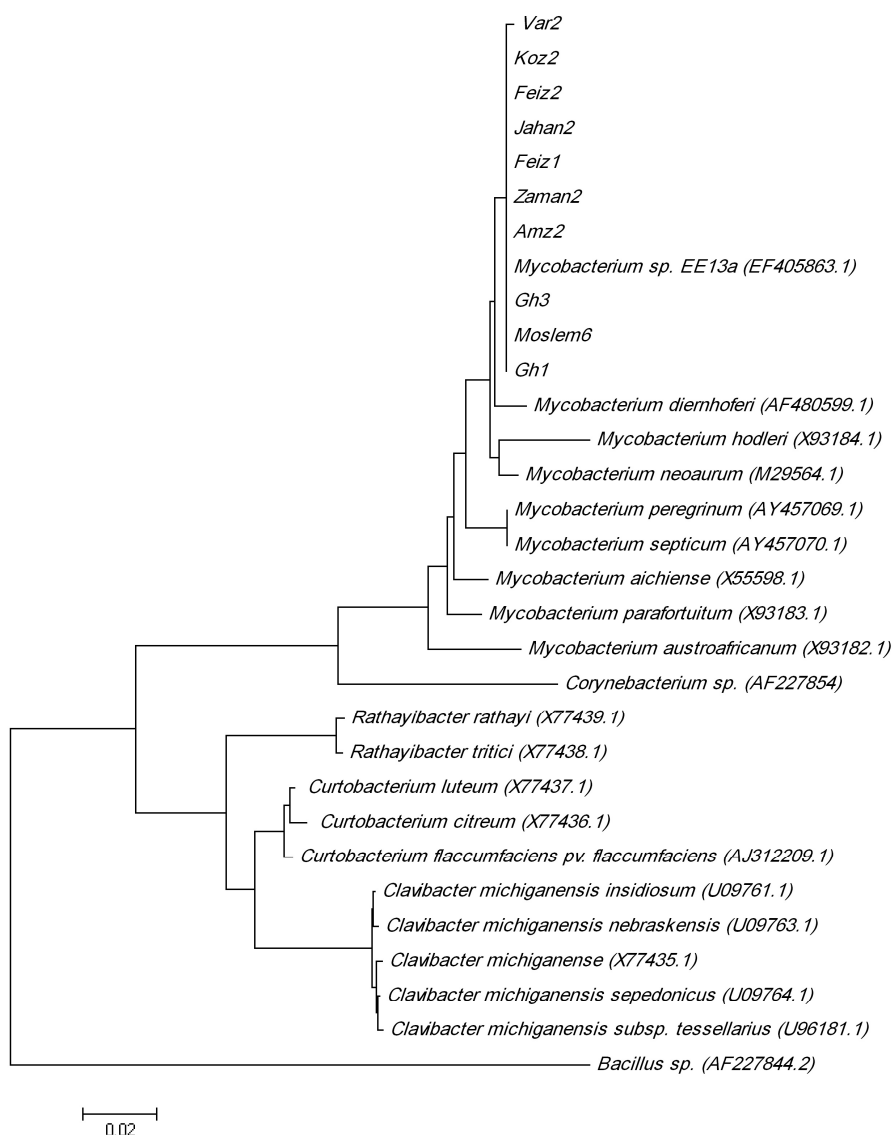 Var2
Koz2
Feiz2
Jahan2
Feiz1
Zaman2
Amz2
Mycobacterium sp. EE13a (EF405863.1)
Gh3
Moslem6
Gh1
Mycobacterium diernhoferi (AF480599.1)
Mycobacterium hodleri (X93184.1)
Mycobacterium neoaurum (M29564.1)
Mycobacterium peregrinum (AY457069.1)
Mycobacterium septicum (AY457070.1)
Mycobacterium aichiense (X55598.1)
Mycobacterium parafortuitum (X93183.1)
Mycobacterium austroafricanum (X93182.1)
Corynebacterium sp. (AF227854)
Rathayibacter rathayi (X77439.1)
Rathayibacter tritici (X77438.1)
Curtobacterium luteum (X77437.1)
Curtobacterium citreum (X77436.1)
Curtobacterium flaccumfaciens pv. flaccumfaciens (AJ312209.1)
Clavibacter michiganensis insidiosum (U09761.1)
Clavibacter michiganensis nebraskensis (U09763.1)
Clavibacter michiganense (X77435.1)
Clavibacter michiganensis sepedonicus (U09764.1)
Clavibacter michiganensis subsp. tessellarius (U96181.1)
Bacillus sp. (AF227844.2)
0.02